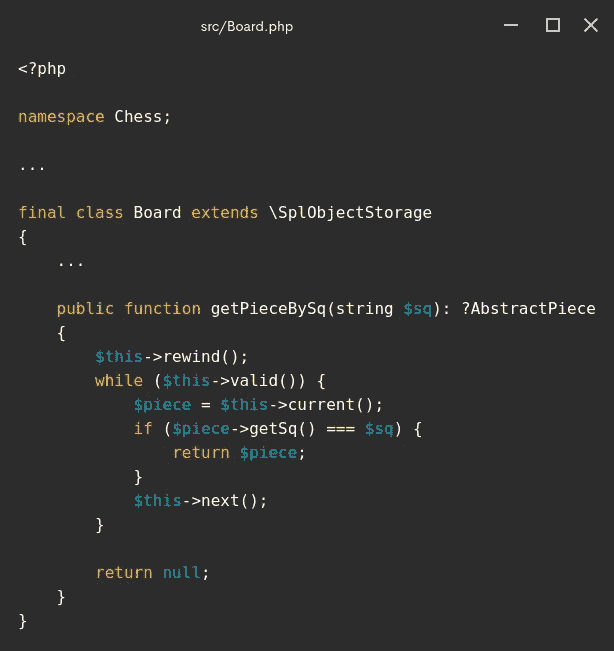 src/Board.php
<?php
namespace Chess;
...
final class Board extends \SplObjectStorage
{
    ...
    public function getPieceBySq(string $sq): ?AbstractPiece
    {
        $this->rewind();
        while ($this->valid()) {
            $piece = $this->current();
            if ($piece->getSq() === $sq) {
                return $piece;
            }
            $this->next();
        }
        return null;
    }
}